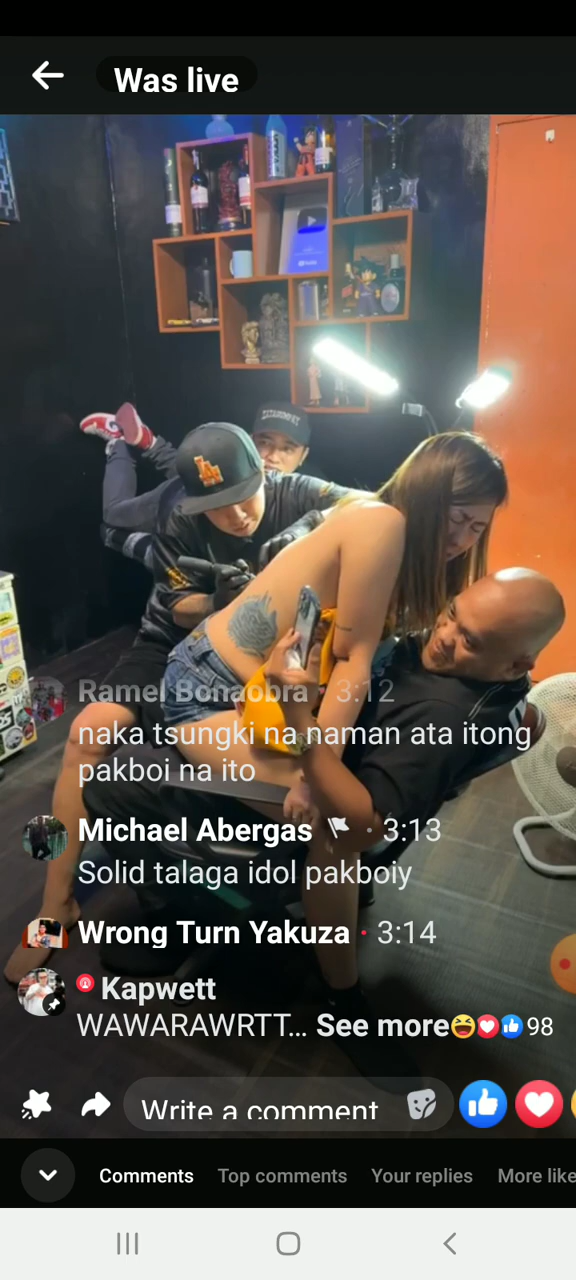 Was live
LA
Ramel Bonaobra · 3:12
naka tsungki na naman ata itong
pakboi na ito
Michael Abergas · 3:13
Solid talaga idol pakboiy
Wrong Turn Yakuza · 3:14
Kapwett
WAWARAWRTT... See more 98
Write a comment
Comments Top comments Your replies More like